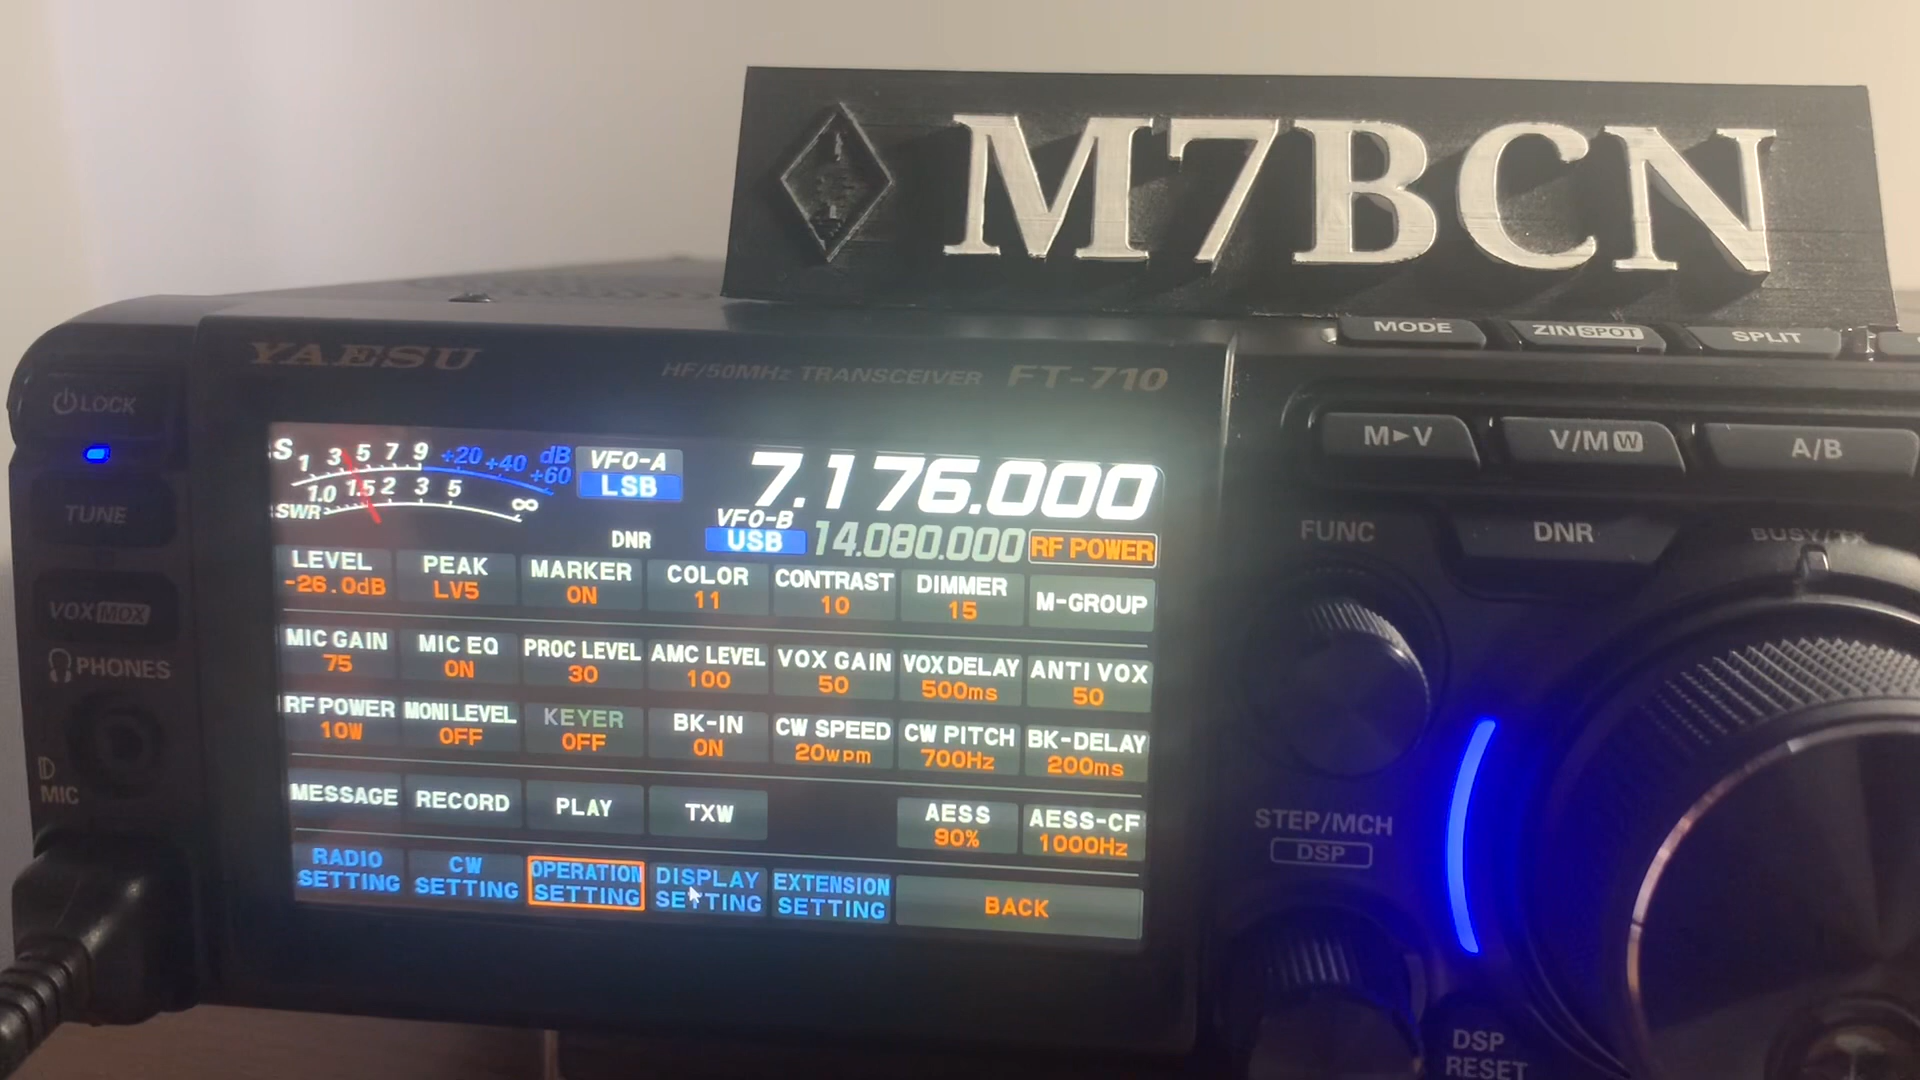 M7BCN
MODE ZIN SPOT SPLIT
YAESU HF/50MHz TRANSCEIVER FT-710
LOCK
M►V V/M W A/B
S 1 3 5 7 9 +20 +40 +60 dB
1.0 1.5 2 3 5 ∞
SWR
VFO-A
LSB
7.176.000
VFO-B
USB
14.080.000
RF POWER
DNR
TUNE
FUNC DNR BUSY/TX
LEVEL PEAK MARKER COLOR CONTRAST DIMMER M-GROUP
-26.0dB LV5 ON 11 10 15
VOX MOX
PHONES
MIC GAIN MIC EQ PROC LEVEL AMC LEVEL VOX GAIN VOX DELAY ANTI VOX
75 ON 30 100 50 500ms 50
RF POWER MONI LEVEL KEYER BK-IN CW SPEED CW PITCH BK-DELAY
10W OFF OFF ON 20wpm 700Hz 200ms
MIC
MESSAGE RECORD PLAY TXW AESS AESS-CF
90% 1000Hz
STEP/MCH
DSP
RADIO SETTING
CW SETTING
OPERATION SETTING
DISPLAY SETTING
EXTENSION SETTING
BACK
DSP
RESET